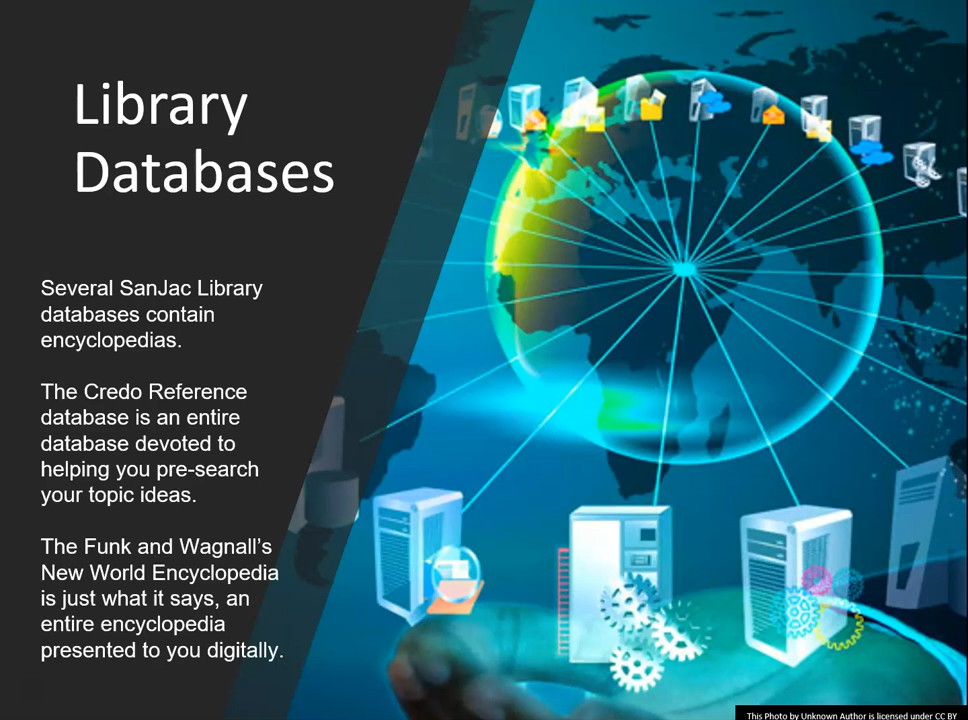 Library
Databases
Several SanJac Library
databases contain
encyclopedias.
The Credo Reference
database is an entire
database devoted to
helping you pre-search
your topic ideas.
The Funk and Wagnall’s
New World Encyclopedia
is just what it says, an
entire encyclopedia
presented to you digitally.
This Photo by Unknown Author is licensed under CC BY